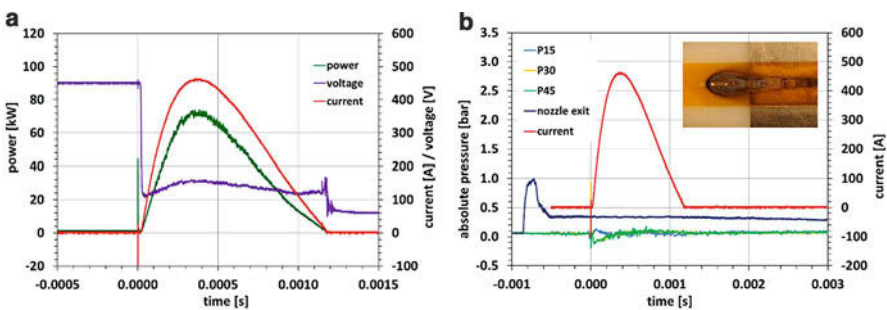 a
120
100
80
60
40
20
0
-20
power [kW]
600
500
400
300
200
100
0
-100
current [A] / voltage [V]
power
voltage
current
-0.0005
0.0000
0.0005
0.0010
0.0015
time [s]
b
3.5
3.0
2.5
2.0
1.5
1.0
0.5
0.0
-0.5
absolute pressure [bar]
600
500
400
300
200
100
0
-100
-200
current [A]
P15
P30
P45
nozzle exit
current
-0.001
0.000
0.001
0.002
0.003
time [s]